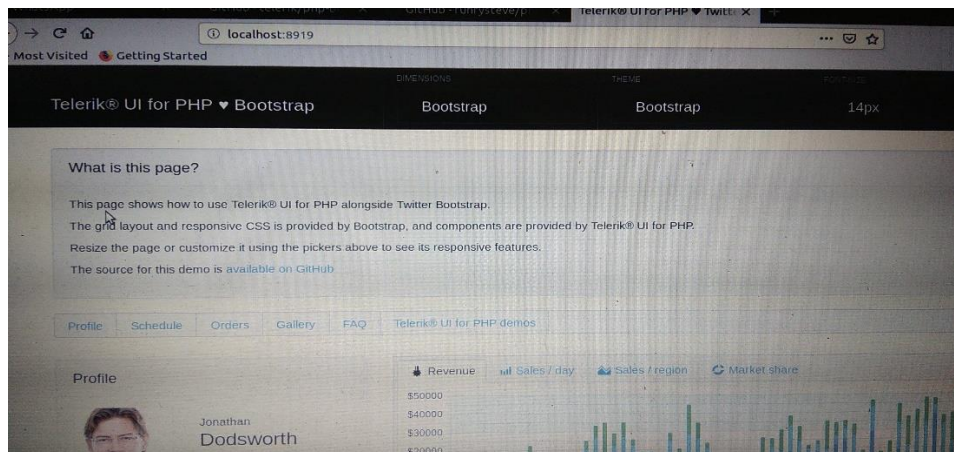 Telerik® UI for PHP ♥ Twitt
localhost:8919
Most Visited Getting Started
DIMENSIONS THEME
Telerik® UI for PHP ♥ Bootstrap Bootstrap Bootstrap 14px
What is this page?
This page shows how to use Telerik® UI for PHP alongside Twitter Bootstrap.
The grid layout and responsive CSS is provided by Bootstrap, and components are provided by Telerik® UI for PHP.
Resize the page or customize it using the pickers above to see its responsive features.
The source for this demo is available on GitHub
Profile Schedule Orders Gallery FAQ Telerik® UI for PHP demos
Profile
Revenue Sales / day Sales / region Market share
$50000
$40000
$30000
$20000
Jonathan
Dodsworth